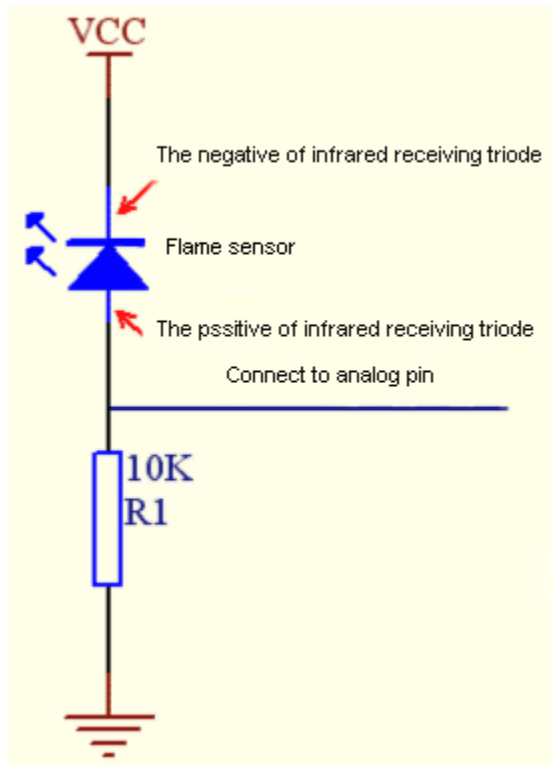 VCC
The negative of infrared receiving triode
Flame sensor
The pssitive of infrared receiving triode
Connect to analog pin
10K
R1